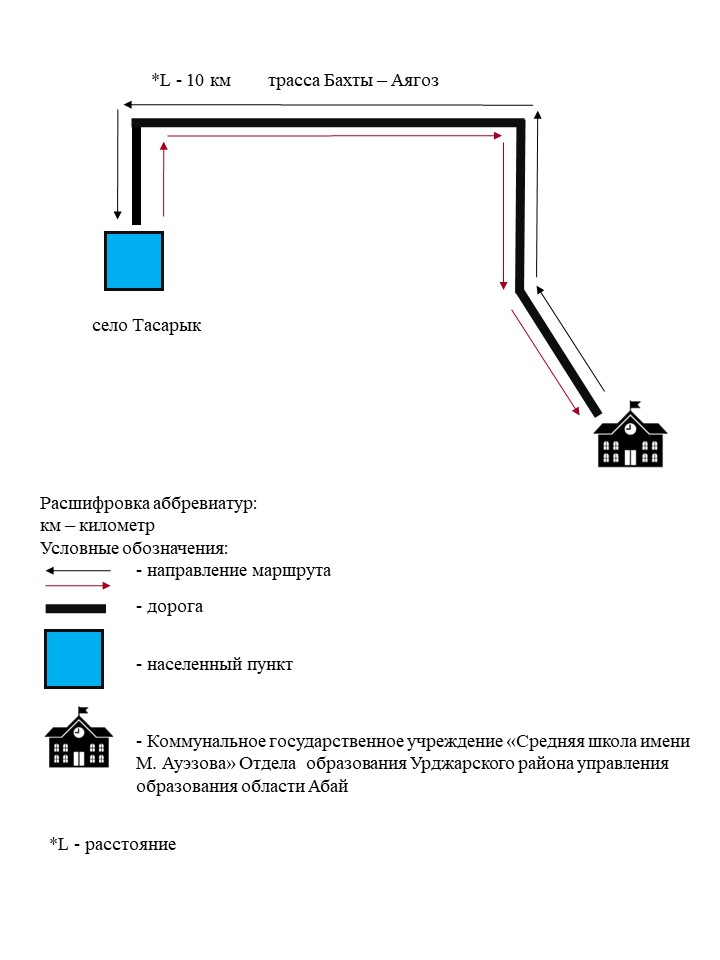 *L - 10 км трасса Бахты – Аягоз
село Тасарык
Расшифровка аббревиатур:
км – километр
Условные обозначения:
- направление маршрута
- дорога
- населенный пункт
- Коммунальное государственное учреждение «Средняя школа имени
М. Ауэзова» Отдела образования Урджарского района управления
образования области Абай
*L - расстояние